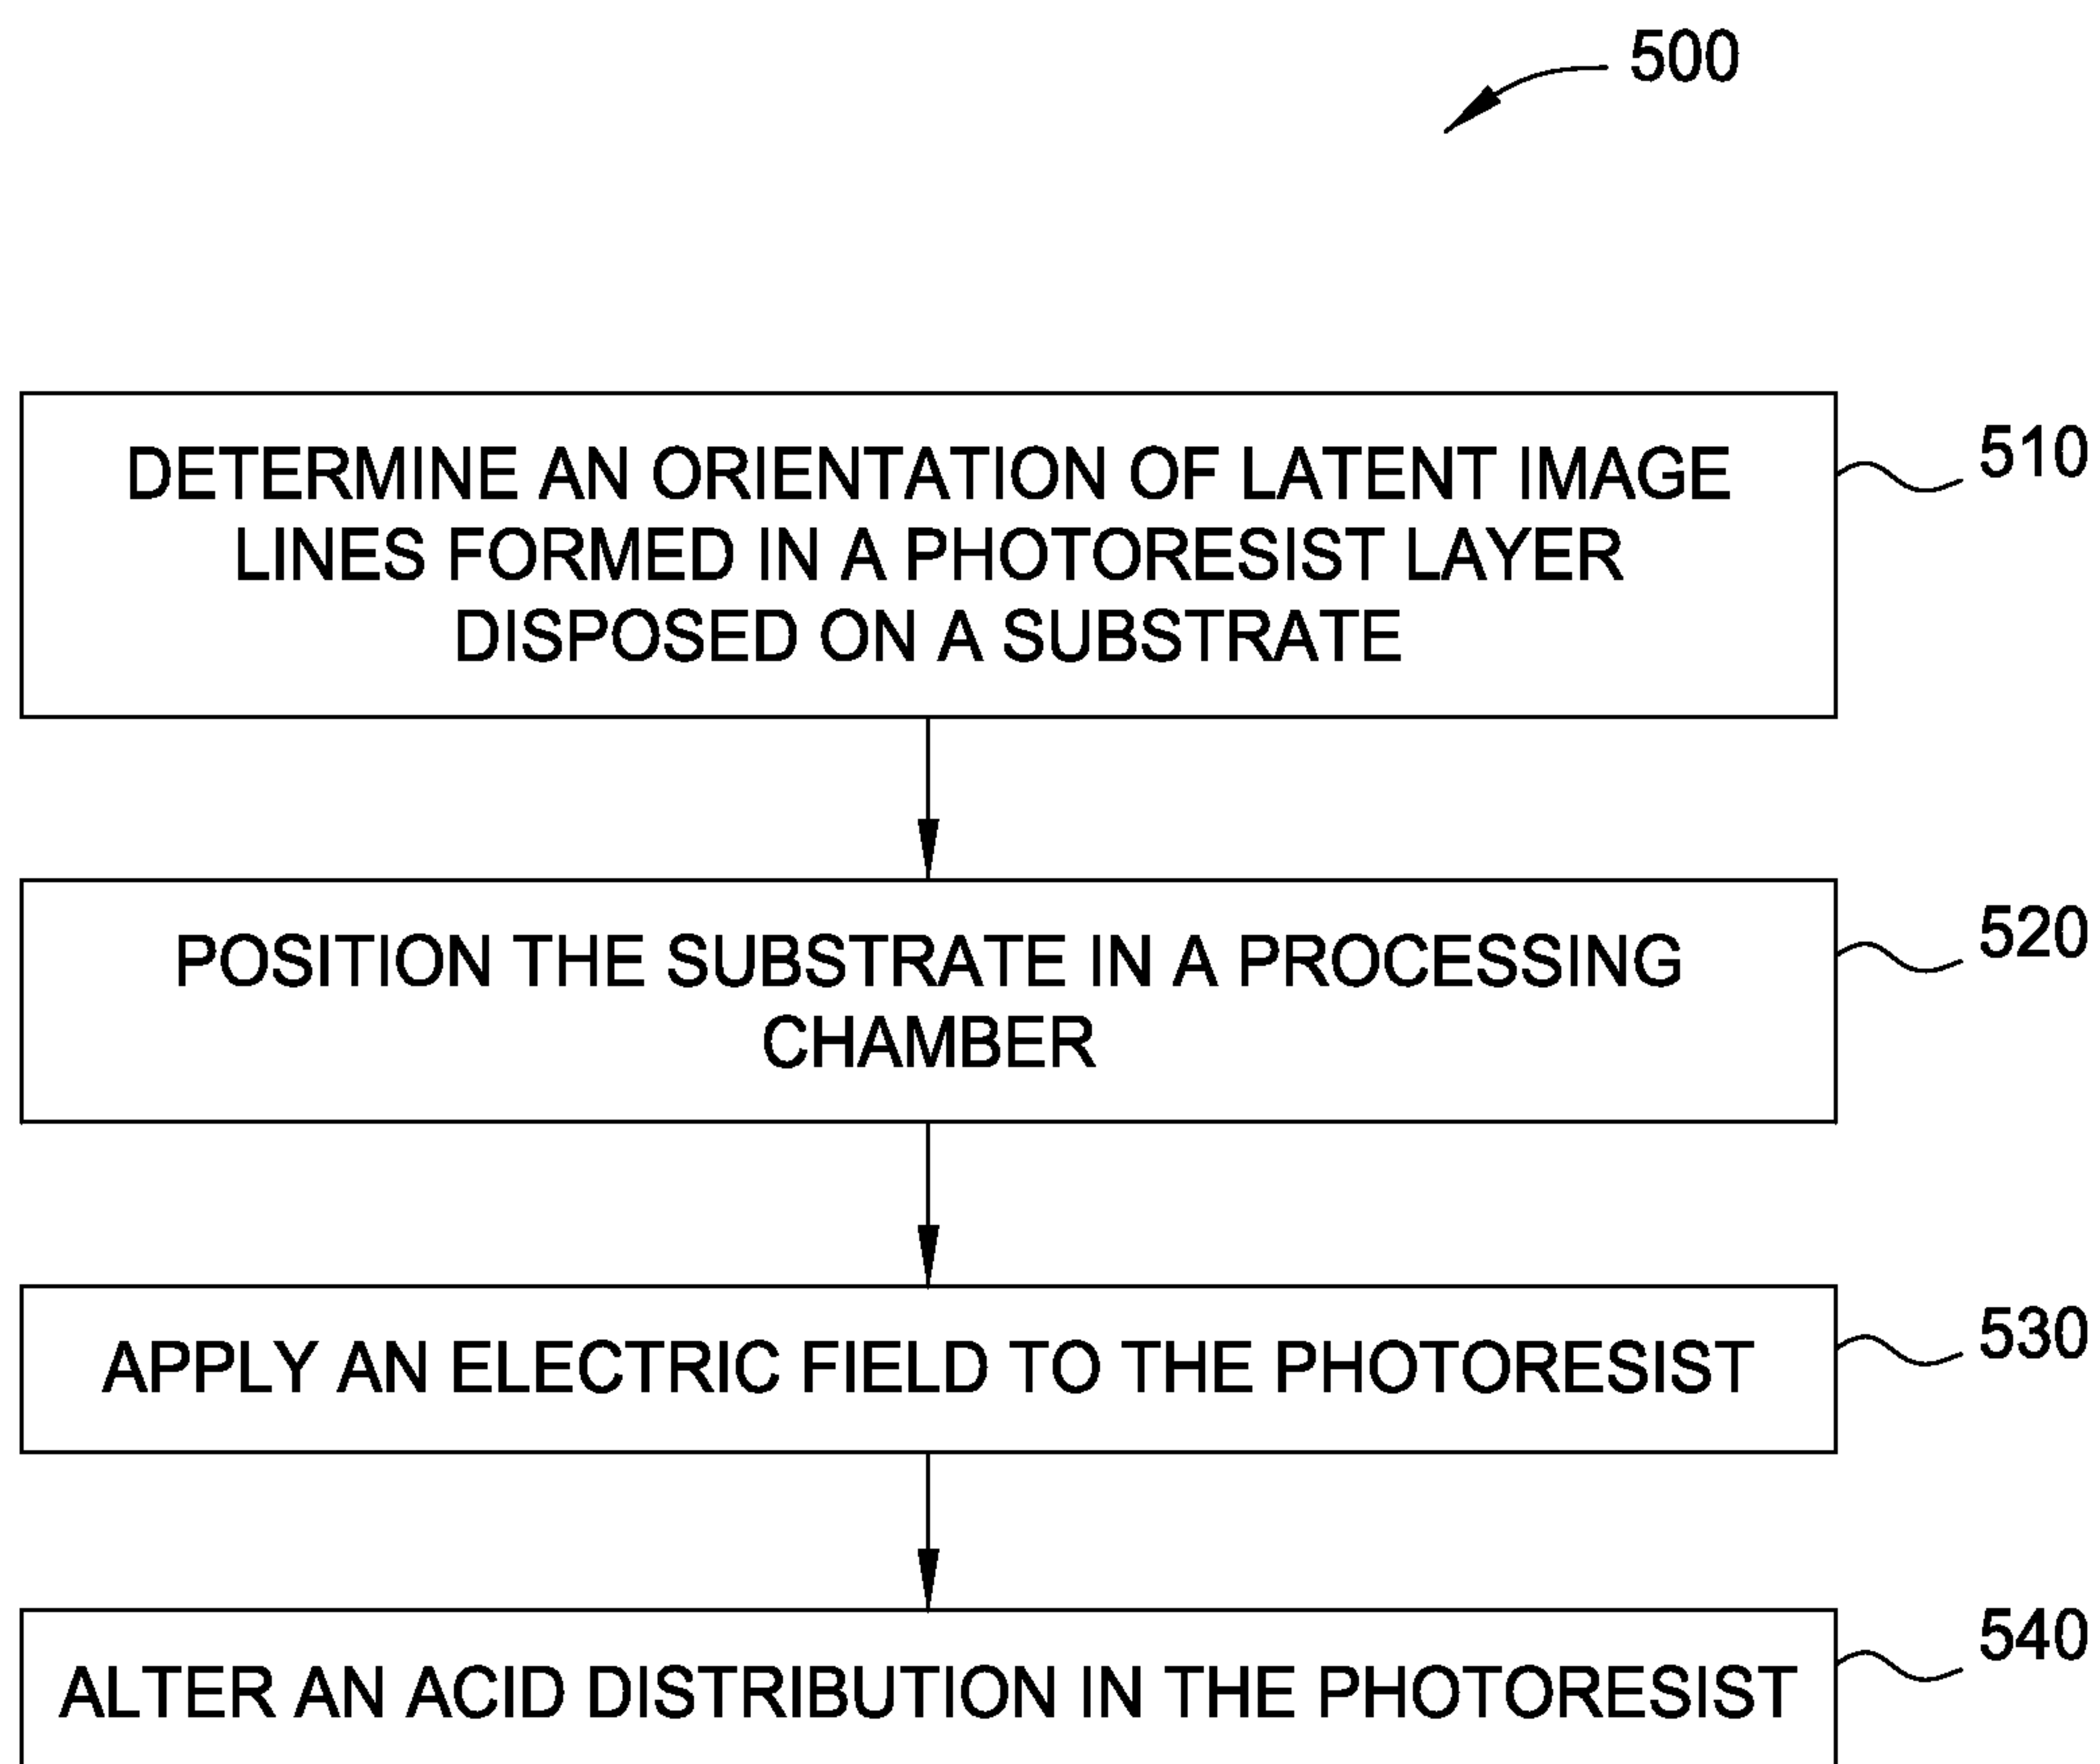 500
DETERMINE AN ORIENTATION OF LATENT IMAGE
LINES FORMED IN A PHOTORESIST LAYER
DISPOSED ON A SUBSTRATE
510
POSITION THE SUBSTRATE IN A PROCESSING
CHAMBER
520
APPLY AN ELECTRIC FIELD TO THE PHOTORESIST
530
ALTER AN ACID DISTRIBUTION IN THE PHOTORESIST
540